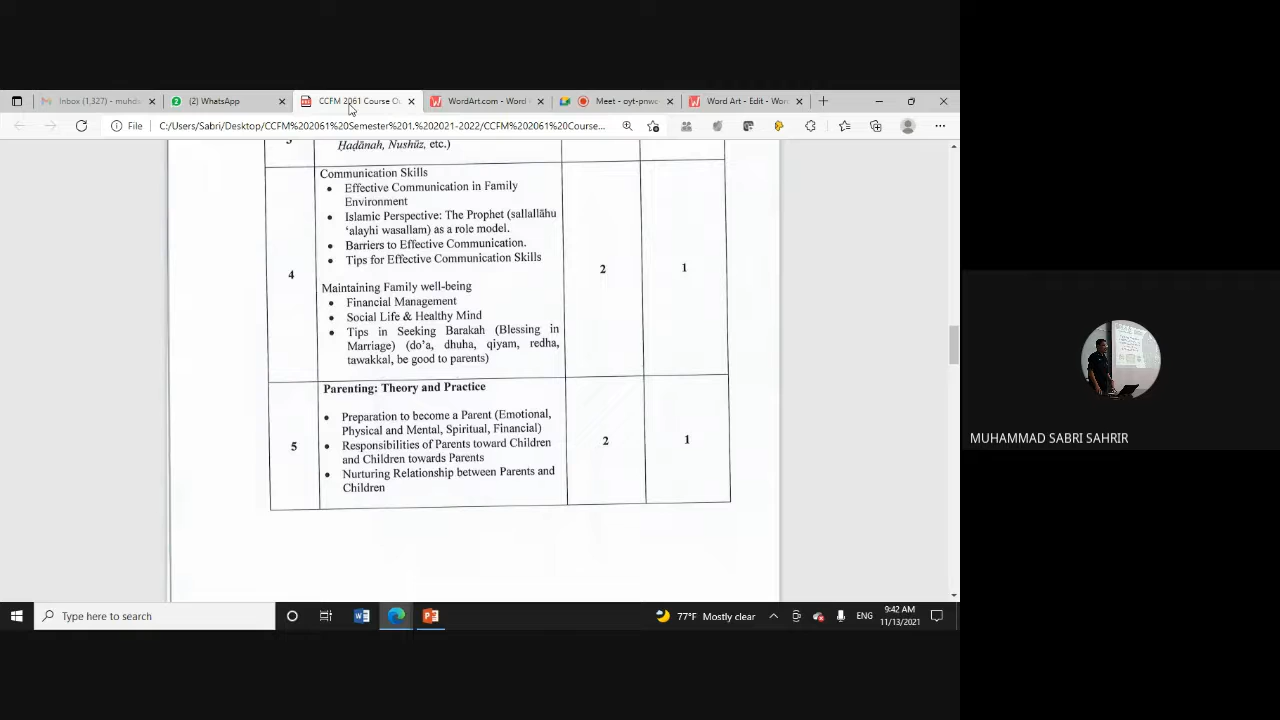 Inbox (1,327) - muhds
(2) WhatsApp
CCFM 2061 Course Ou
WordArt.com - Word
Meet - oyt-pnwc
Word Art - Edit - Wor
File
C:/Users/Sabri/Desktop/CCFM%202061%20Semester%201.%202021-2022/CCFM%202061%20Course...
Ḥaḍānah, Nushūz, etc.)
4
Communication Skills
• Effective Communication in Family
Environment
• Islamic Perspective: The Prophet (sallallāhu
‘alayhi wasallam) as a role model.
• Barriers to Effective Communication.
• Tips for Effective Communication Skills
Maintaining Family well-being
• Financial Management
• Social Life & Healthy Mind
• Tips in Seeking Barakah (Blessing in
Marriage) (do’a, dhuha, qiyam, redha,
tawakkal, be good to parents)
2
1
5
Parenting: Theory and Practice
• Preparation to become a Parent (Emotional,
Physical and Mental, Spiritual, Financial)
• Responsibilities of Parents toward Children
and Children towards Parents
• Nurturing Relationship between Parents and
Children
2
1
MUHAMMAD SABRI SAHRIR
Type here to search
77°F Mostly clear
ENG
9:42 AM
11/13/2021